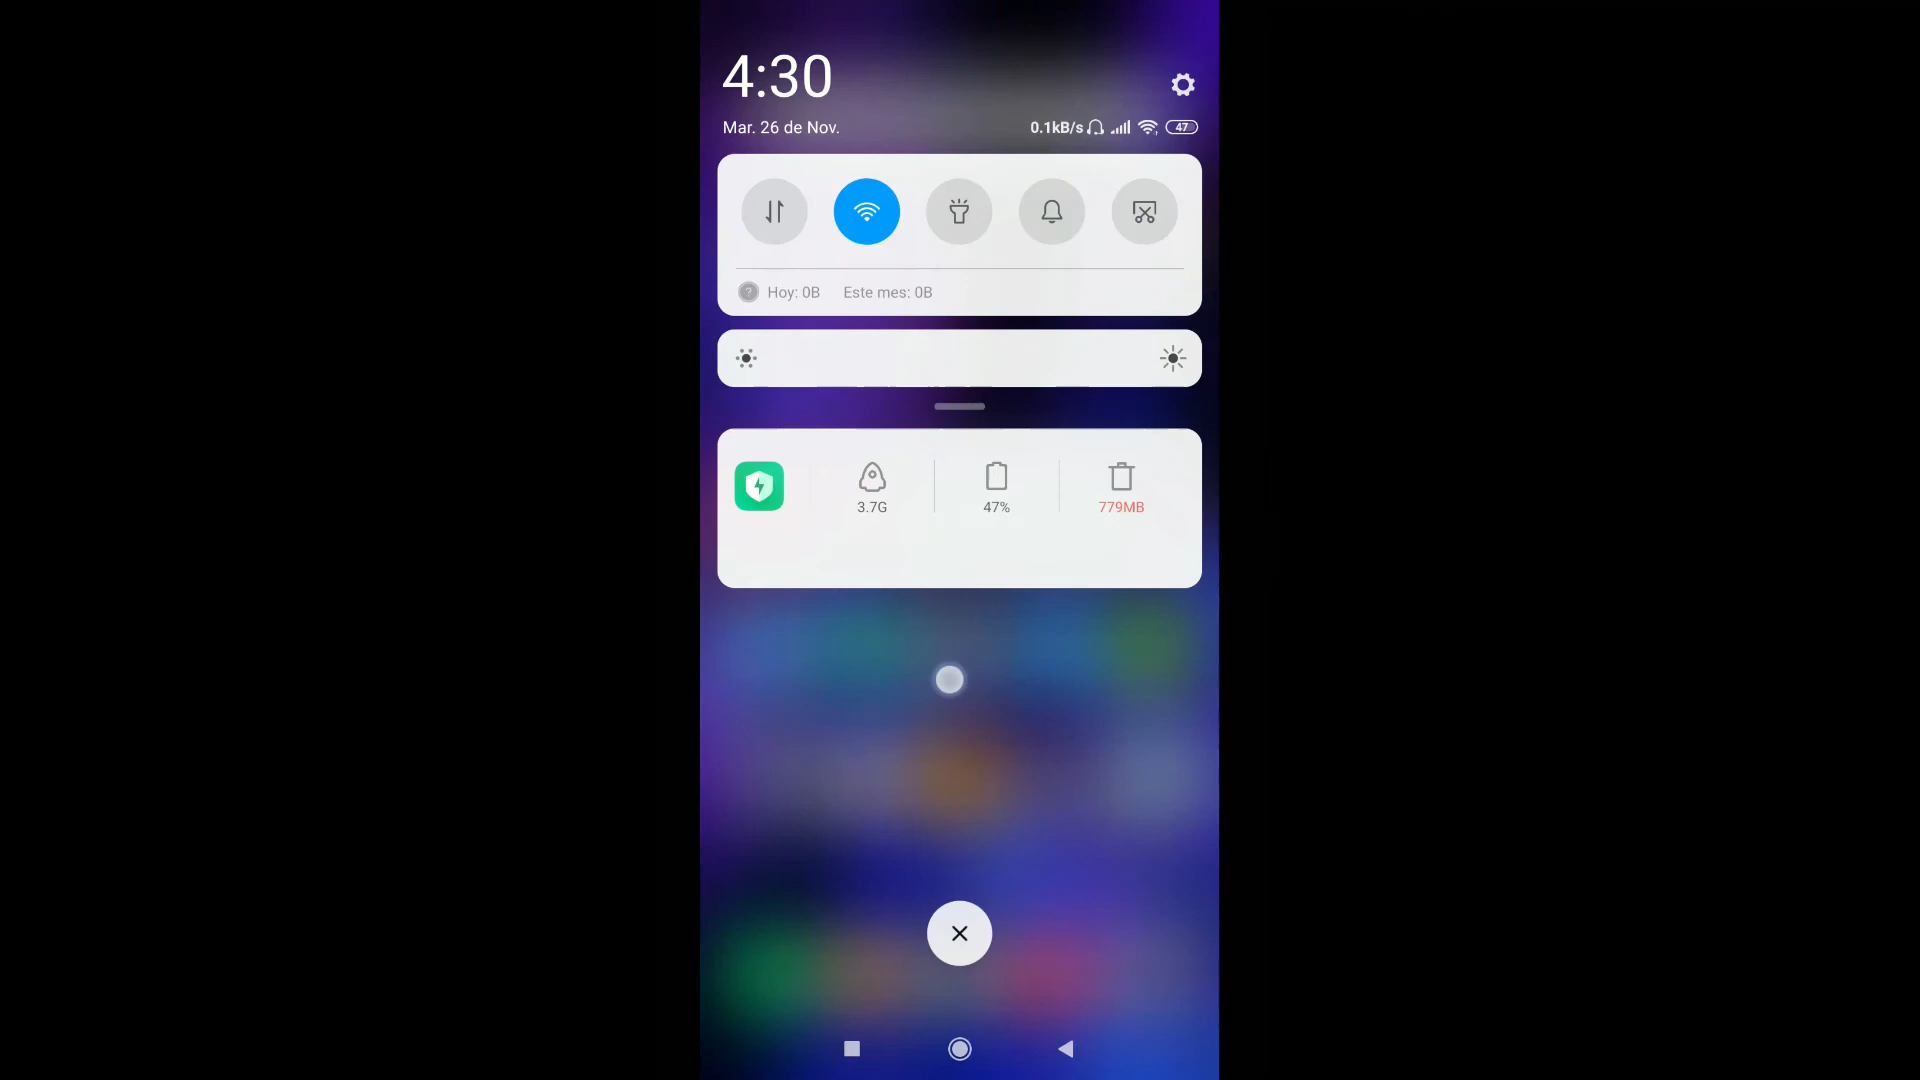 4:30
Mar. 26 de Nov.
0.1kB/s
47
? Hoy: 0B Este mes: 0B
3.7G
47%
779MB